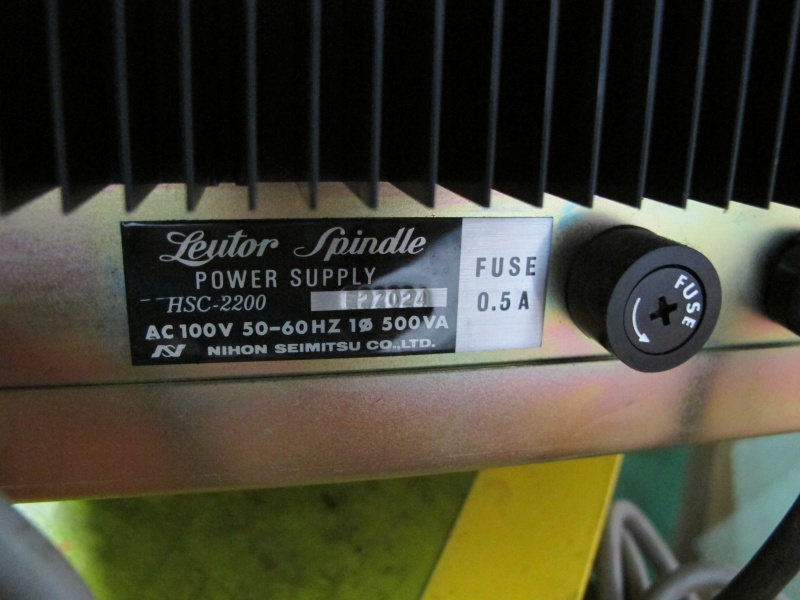 Leutor Spindle
POWER SUPPLY
HSC-2200
AC 100V 50-60HZ 1ø 500VA
NIHON SEIMITSU CO.,LTD.
FUSE
0.5 A
FUSE